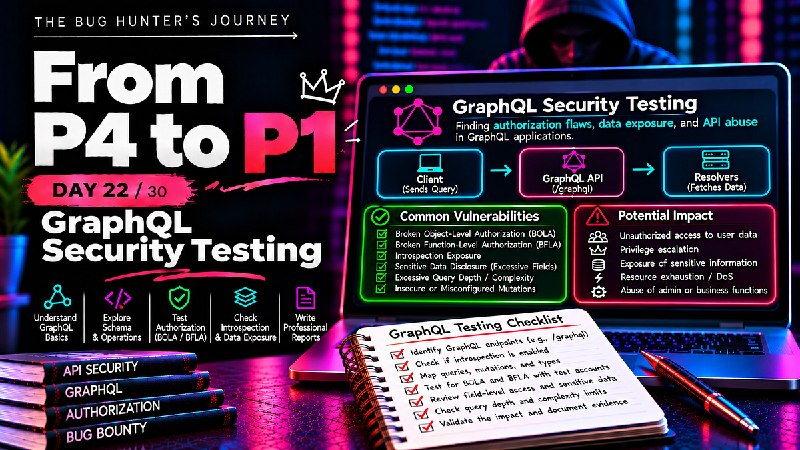 THE BUG HUNTER'S JOURNEY
From
P4 to P1
DAY 22 / 30
GraphQL
Security Testing
Understand
GraphQL
Basics
Explore
Schema
& Operations
Test
Authorization
(BOLA / BFLA)
Check
Introspection
& Data Exposure
Write
Professional
Reports
API SECURITY
GRAPHQL
AUTHORIZATION
BUG BOUNTY
GraphQL Security Testing
Finding authorization flaws, data exposure, and API abuse
in GraphQL applications.
Client
(Sends Query)
GraphQL API
(/graphql)
Resolvers
(Fetches Data)
Common Vulnerabilities
Broken Object-Level Authorization (BOLA)
Broken Function-Level Authorization (BFLA)
Introspection Exposure
Sensitive Data Disclosure (Excessive Fields)
Excessive Query Depth / Complexity
Insecure or Misconfigured Mutations
Potential Impact
Unauthorized access to user data
Privilege escalation
Exposure of sensitive information
Resource exhaustion / DoS
Abuse of admin or business functions
GraphQL Testing Checklist
Identify GraphQL endpoints (e.g., /graphql)
Check if introspection is enabled
Map queries, mutations, and types
Test for BOLA and BFLA with test accounts
Review field-level access and sensitive data
Check query depth and complexity limits
Validate the impact and document evidence